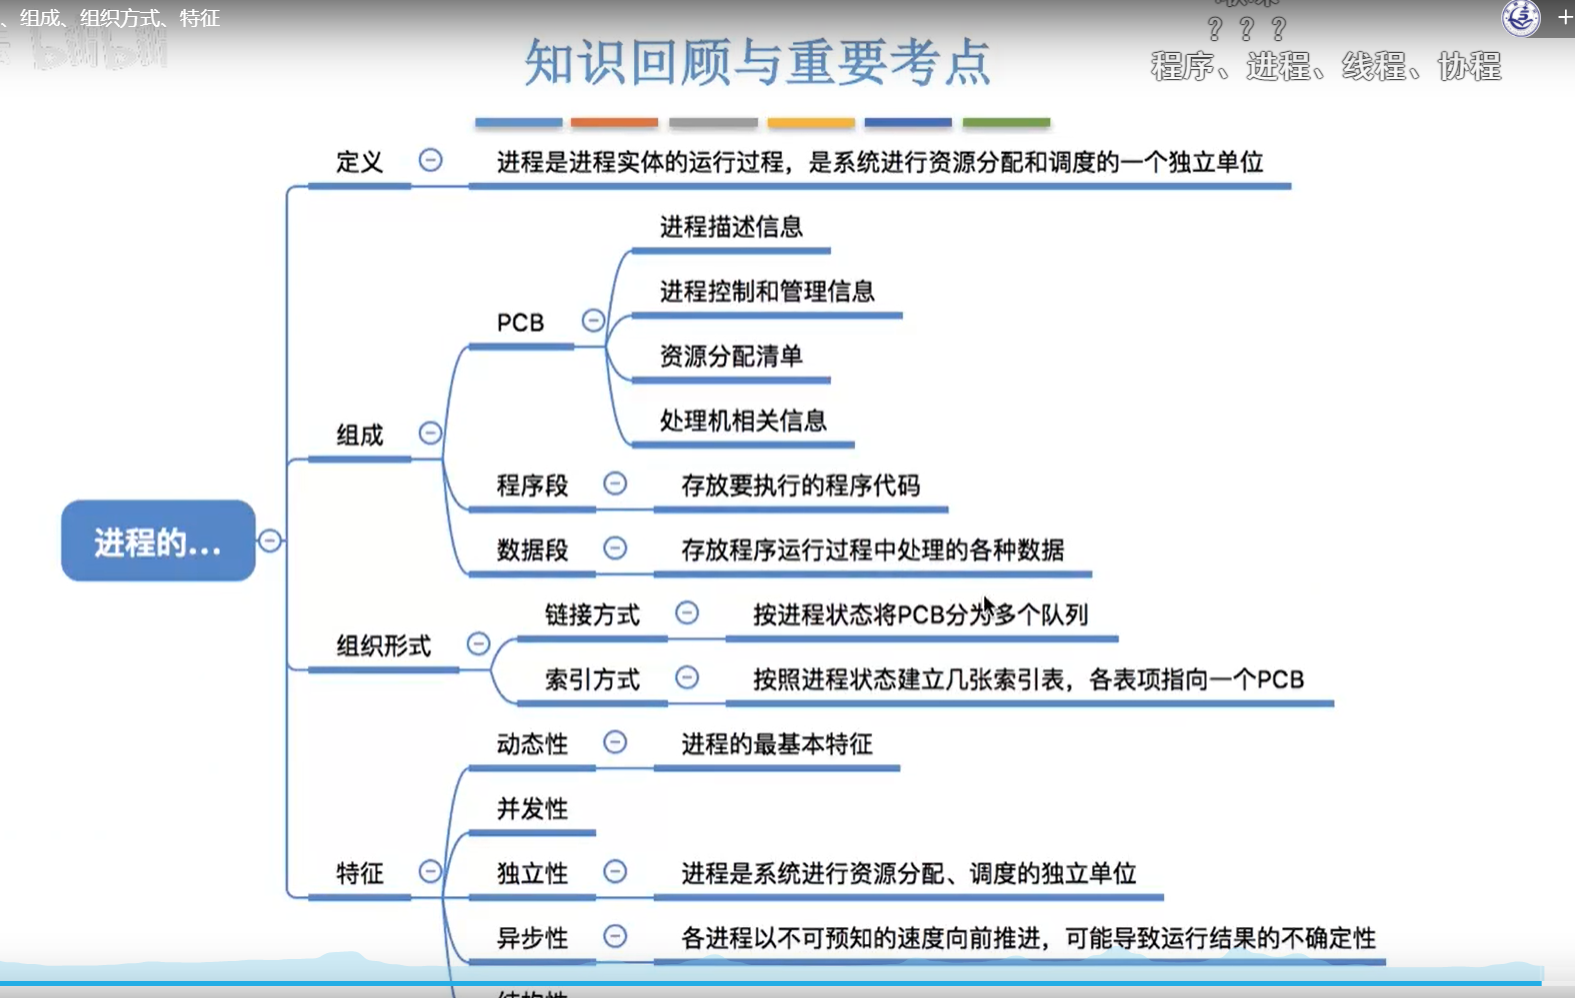 、组成、组织方式、特征
? ? ?
程序、进程、线程、协程
知识回顾与重要考点
定义
进程是进程实体的运行过程，是系统进行资源分配和调度的一个独立单位
进程描述信息
进程控制和管理信息
PCB
资源分配清单
处理机相关信息
组成
程序段
存放要执行的程序代码
数据段
存放程序运行过程中处理的各种数据
进程的...
链接方式
按进程状态将PCB分为多个队列
组织形式
索引方式
按照进程状态建立几张索引表，各表项指向一个PCB
动态性
进程的最基本特征
并发性
特征
独立性
进程是系统进行资源分配、调度的独立单位
异步性
各进程以不可预知的速度向前推进，可能导致运行结果的不确定性